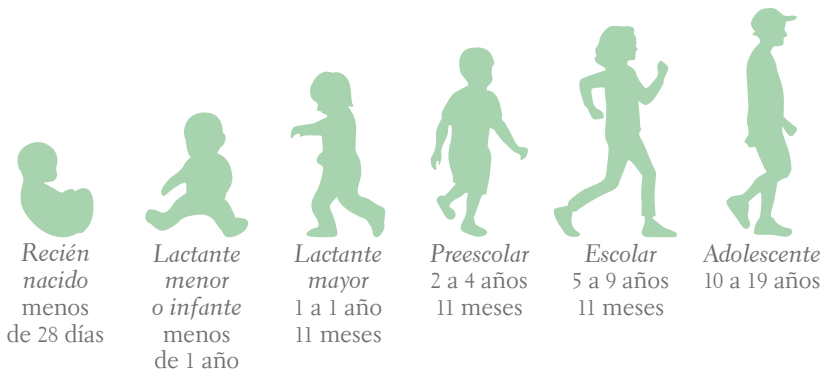 Recién
nacido
menos
de 28 días
Lactante
menor
o infante
menos
de 1 año
Lactante
mayor
1 a 1 año
11 meses
Preescolar
2 a 4 años
11 meses
Escolar
5 a 9 años
11 meses
Adolescente
10 a 19 años